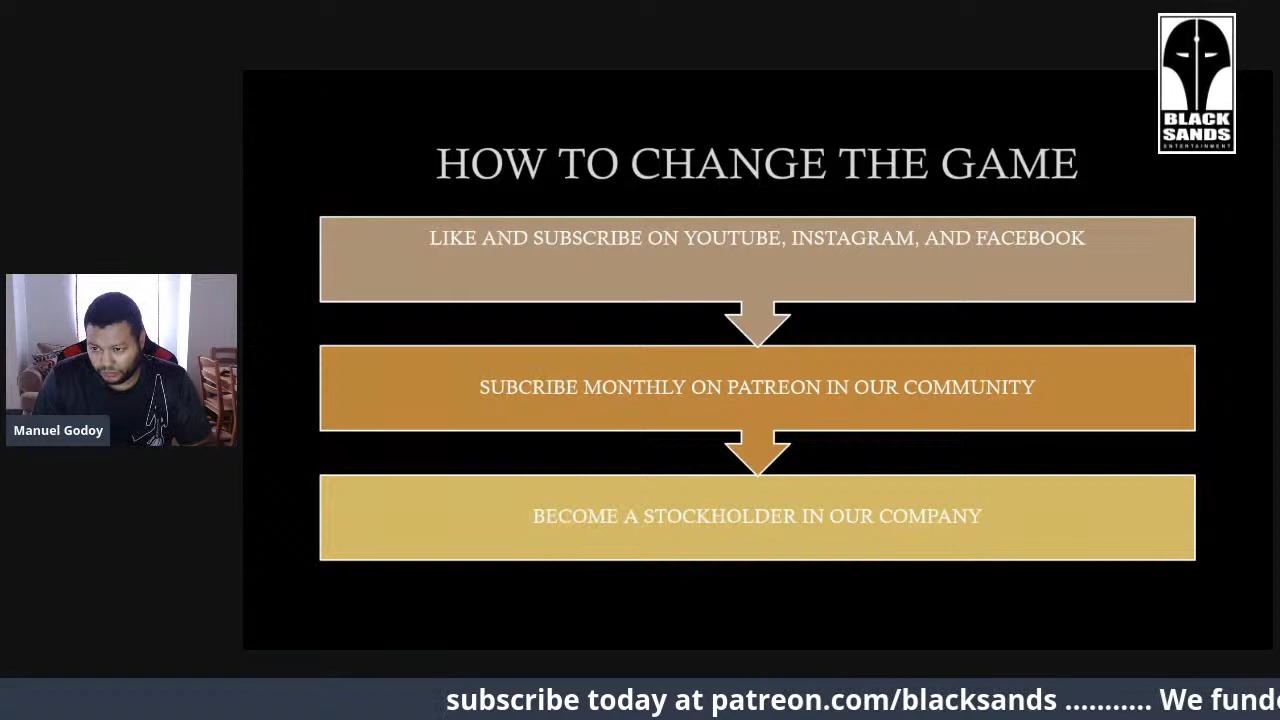 BLACK
SANDS
ENTERTAINMENT
HOW TO CHANGE THE GAME
LIKE AND SUBSCRIBE ON YOUTUBE, INSTAGRAM, AND FACEBOOK
SUBCRIBE MONTHLY ON PATREON IN OUR COMMUNITY
BECOME A STOCKHOLDER IN OUR COMPANY
Manuel Godoy
subscribe today at patreon.com/blacksands ........... We fund